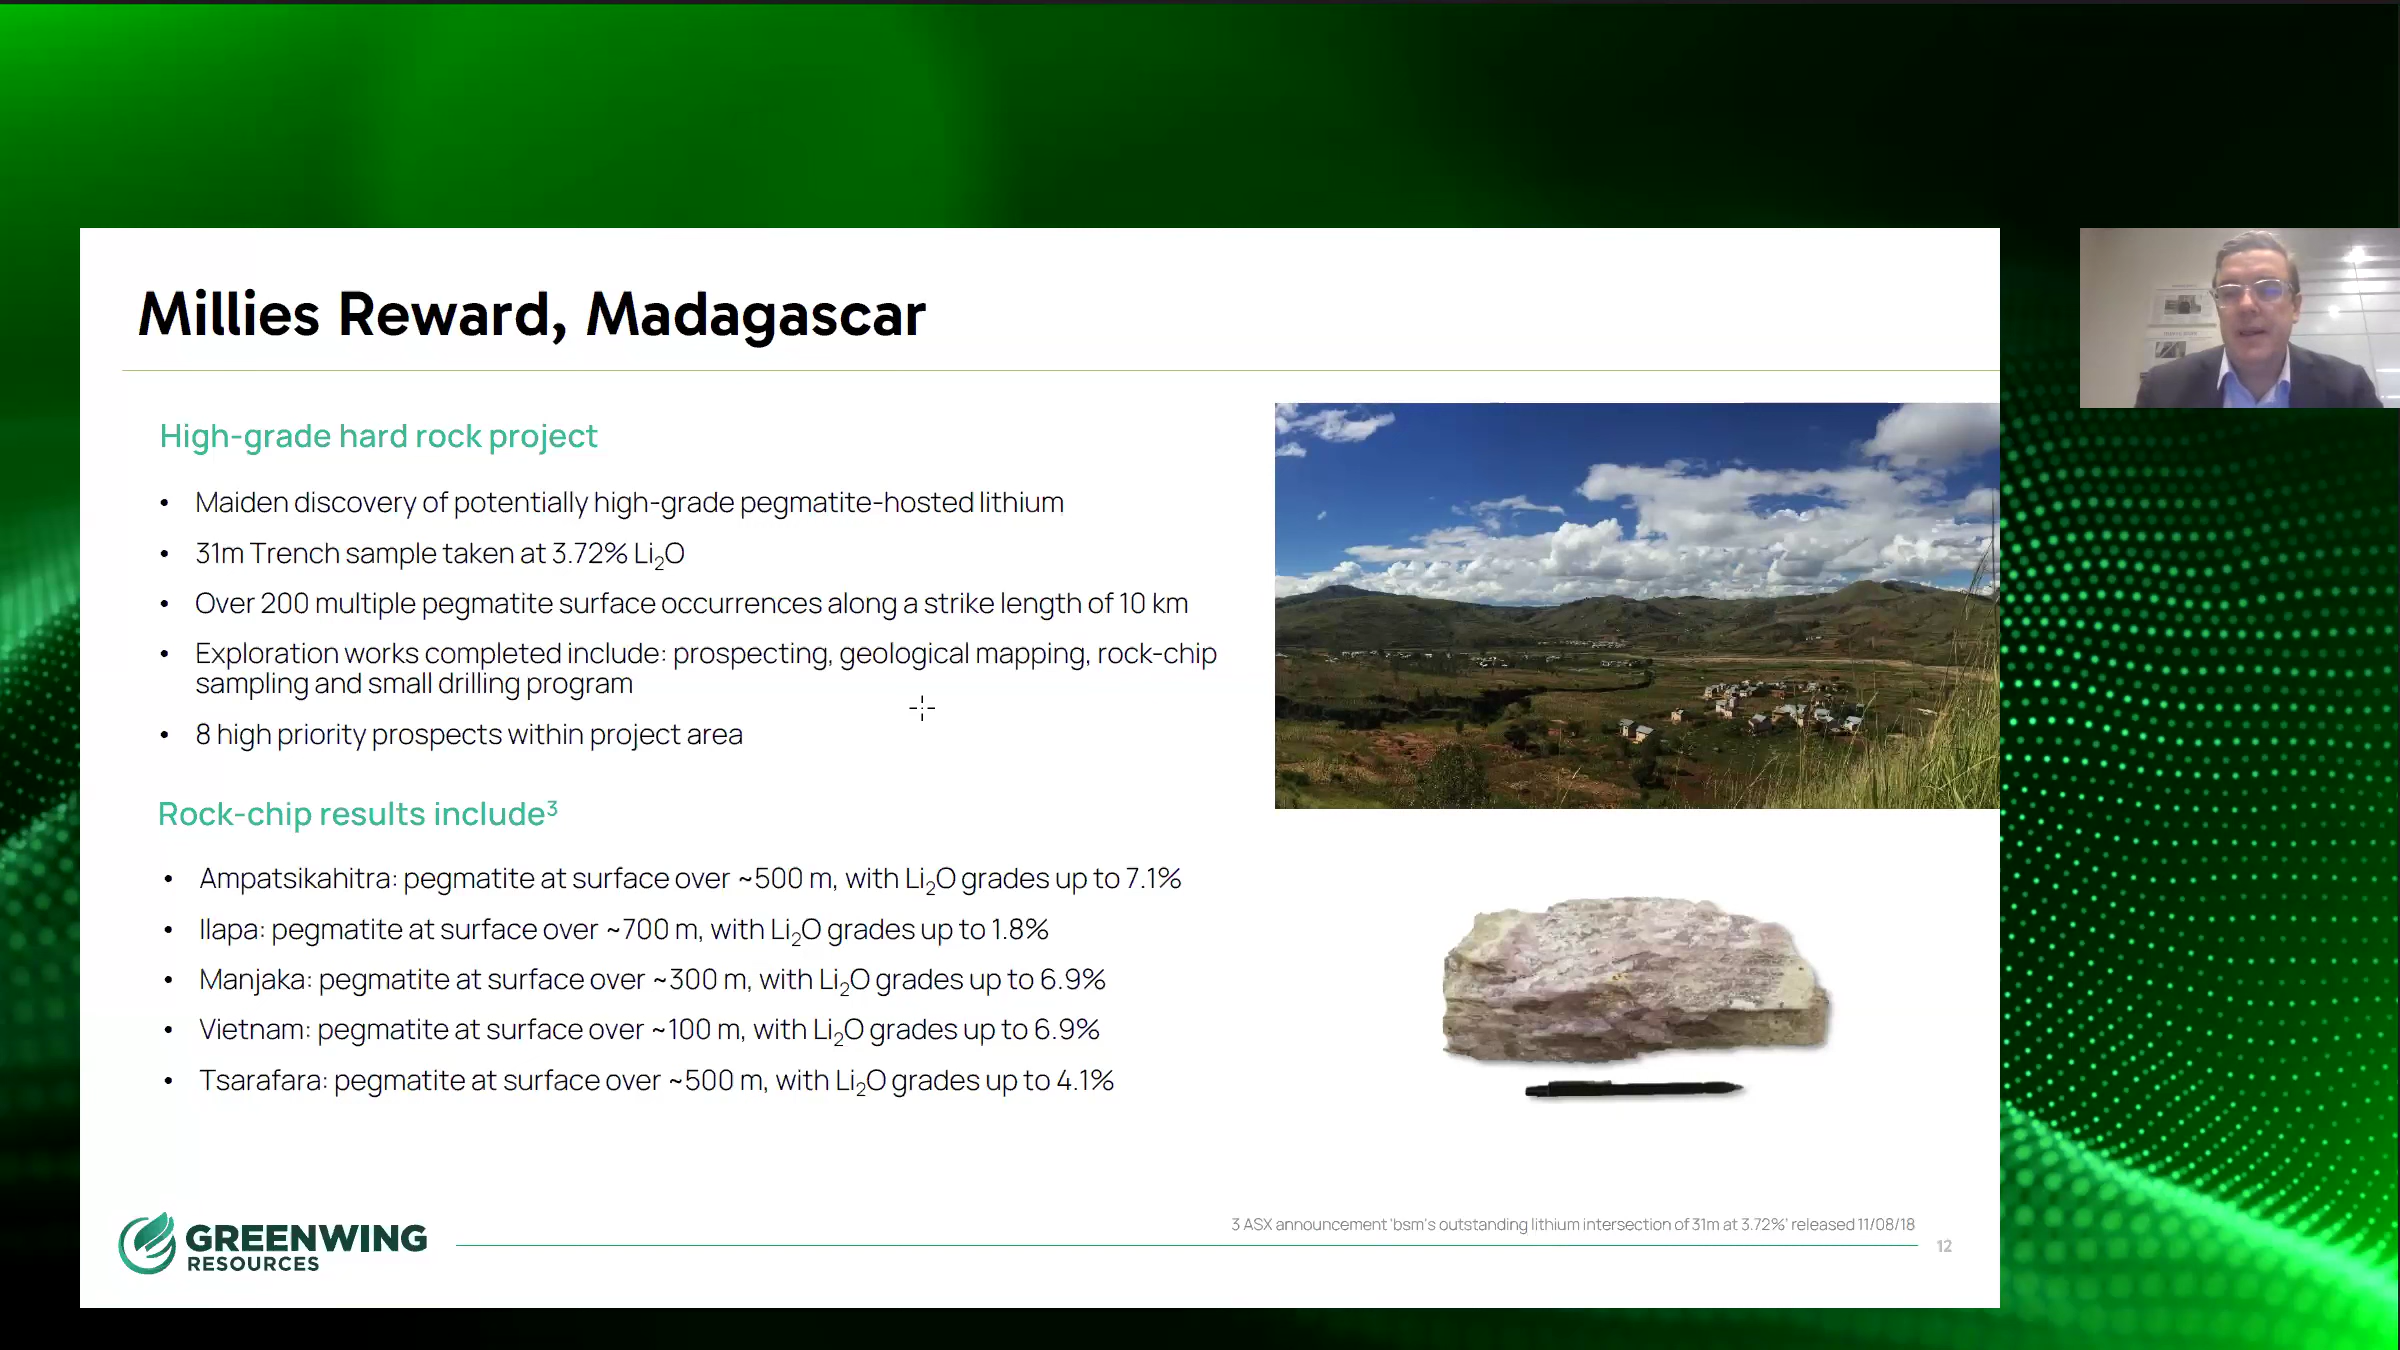 Millies Reward, Madagascar
High-grade hard rock project
• Maiden discovery of potentially high-grade pegmatite-hosted lithium
• 31m Trench sample taken at 3.72% Li₂O
• Over 200 multiple pegmatite surface occurrences along a strike length of 10 km
• Exploration works completed include: prospecting, geological mapping, rock-chip
sampling and small drilling program
• 8 high priority prospects within project area
Rock-chip results include³
• Ampatsikahitra: pegmatite at surface over ~500 m, with Li₂O grades up to 7.1%
• Ilapa: pegmatite at surface over ~700 m, with Li₂O grades up to 1.8%
• Manjaka: pegmatite at surface over ~300 m, with Li₂O grades up to 6.9%
• Vietnam: pegmatite at surface over ~100 m, with Li₂O grades up to 6.9%
• Tsarafara: pegmatite at surface over ~500 m, with Li₂O grades up to 4.1%
3 ASX announcement 'bsm's outstanding lithium intersection of 31m at 3.72%' released 11/08/18
GREENWING
RESOURCES
12